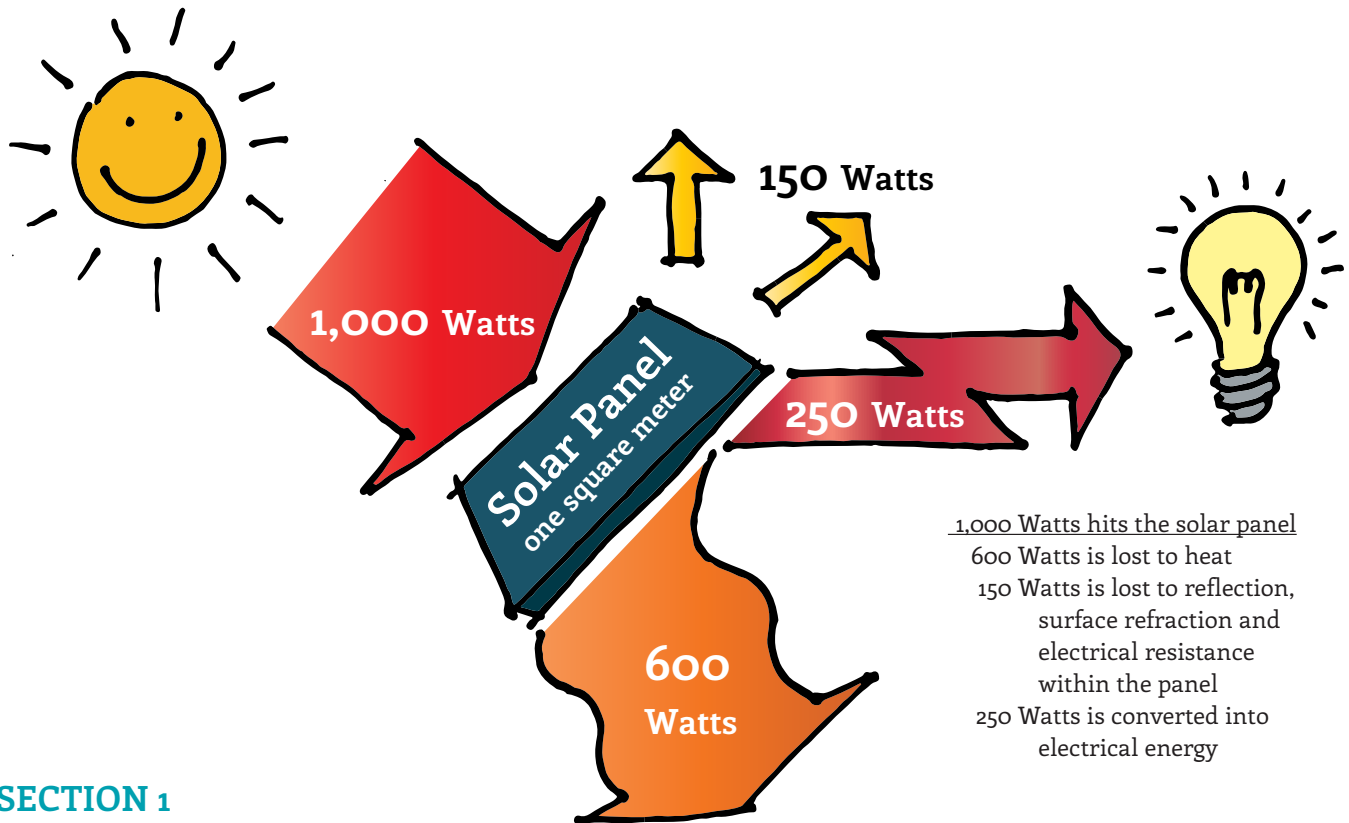 150 Watts
1,000 Watts
Solar Panel
one square meter
250 Watts
600
Watts
1,000 Watts hits the solar panel
600 Watts is lost to heat
150 Watts is lost to reflection,
surface refraction and
electrical resistance
within the panel
250 Watts is converted into
electrical energy
SECTION 1